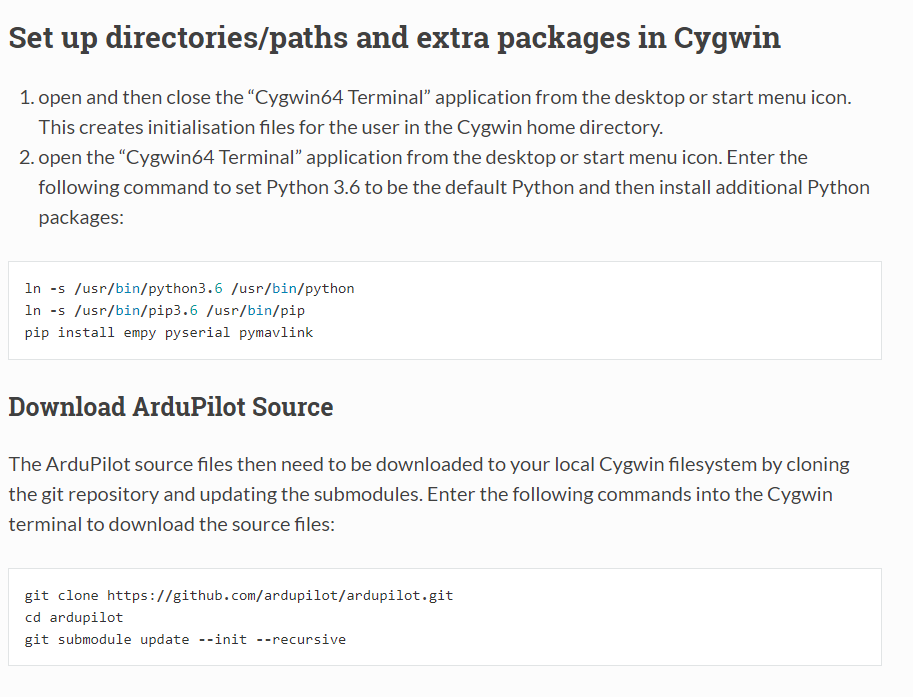 Set up directories/paths and extra packages in Cygwin
1. open and then close the “Cygwin64 Terminal” application from the desktop or start menu icon.
This creates initialisation files for the user in the Cygwin home directory.
2. open the “Cygwin64 Terminal” application from the desktop or start menu icon. Enter the
following command to set Python 3.6 to be the default Python and then install additional Python
packages:
ln -s /usr/bin/python3.6 /usr/bin/python
ln -s /usr/bin/pip3.6 /usr/bin/pip
pip install empy pyserial pymavlink
Download ArduPilot Source
The ArduPilot source files then need to be downloaded to your local Cygwin filesystem by cloning
the git repository and updating the submodules. Enter the following commands into the Cygwin
terminal to download the source files:
git clone https://github.com/ardupilot/ardupilot.git
cd ardupilot
git submodule update --init --recursive